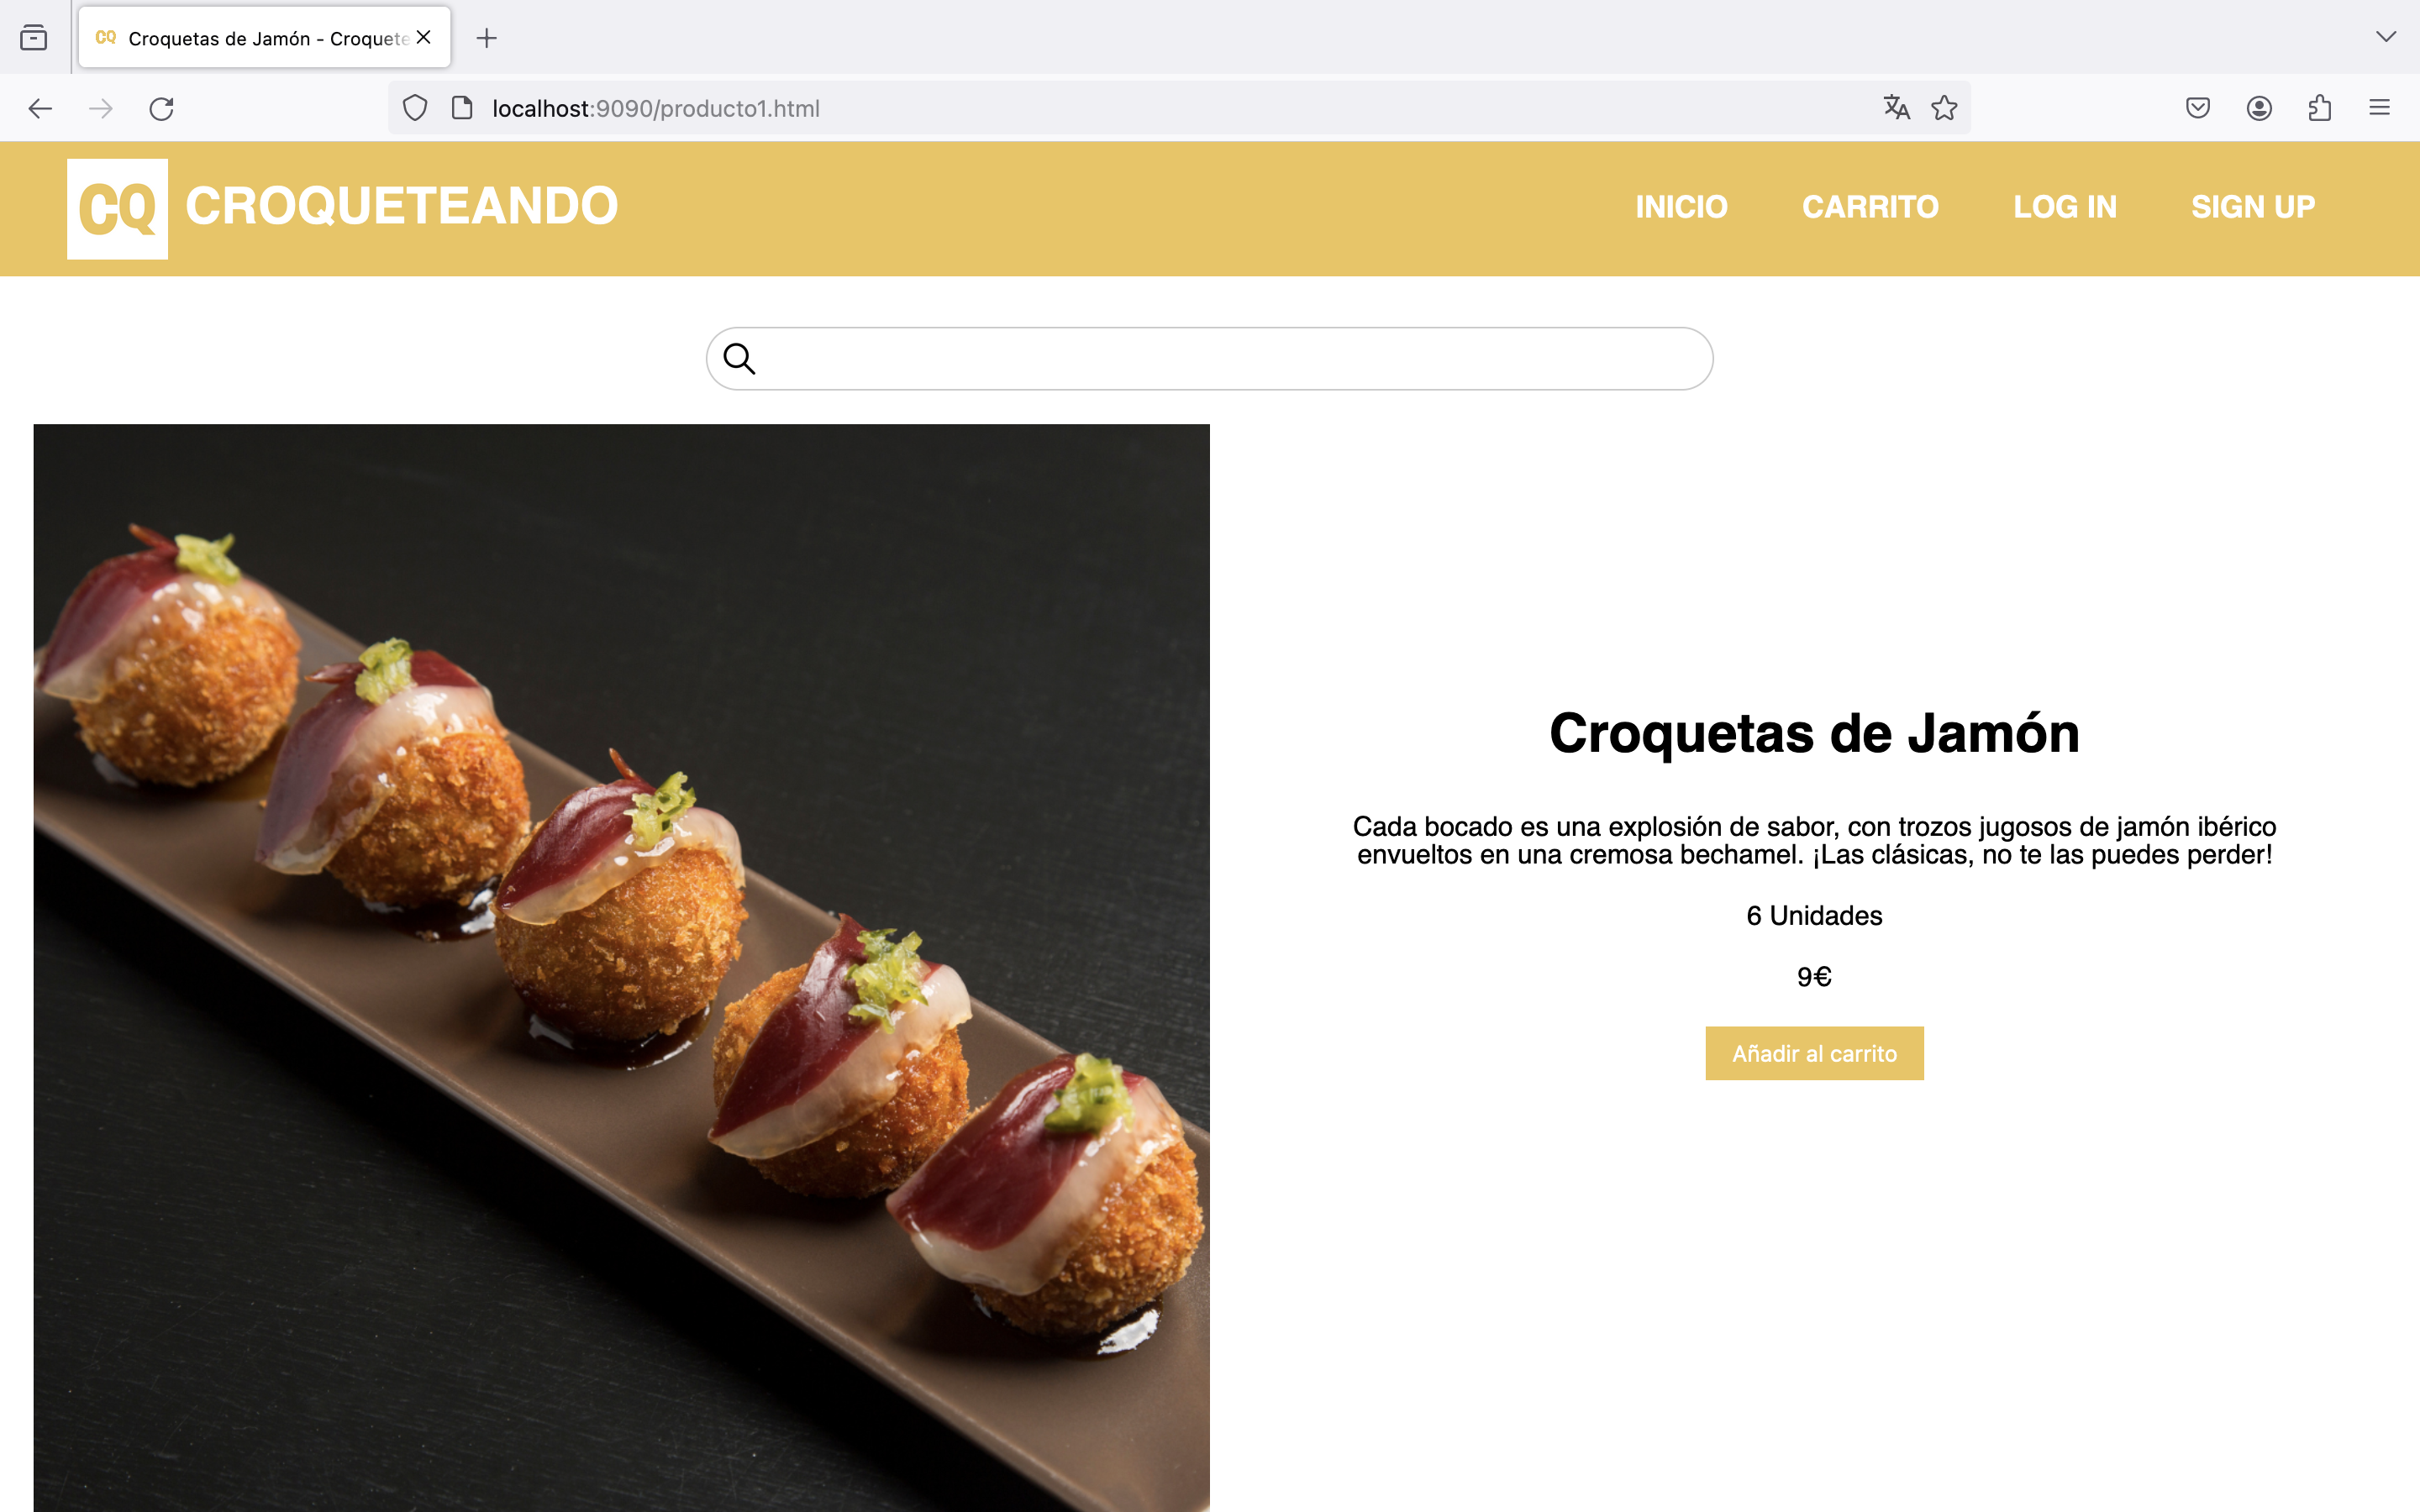 CQ Croquetas de Jamón - Croquete
localhost:9090/producto1.html
CQ CROQUETEANDO
INICIO CARRITO LOG IN SIGN UP
Croquetas de Jamón
Cada bocado es una explosión de sabor, con trozos jugosos de jamón ibérico
envueltos en una cremosa bechamel. ¡Las clásicas, no te las puedes perder!
6 Unidades
9€
Añadir al carrito